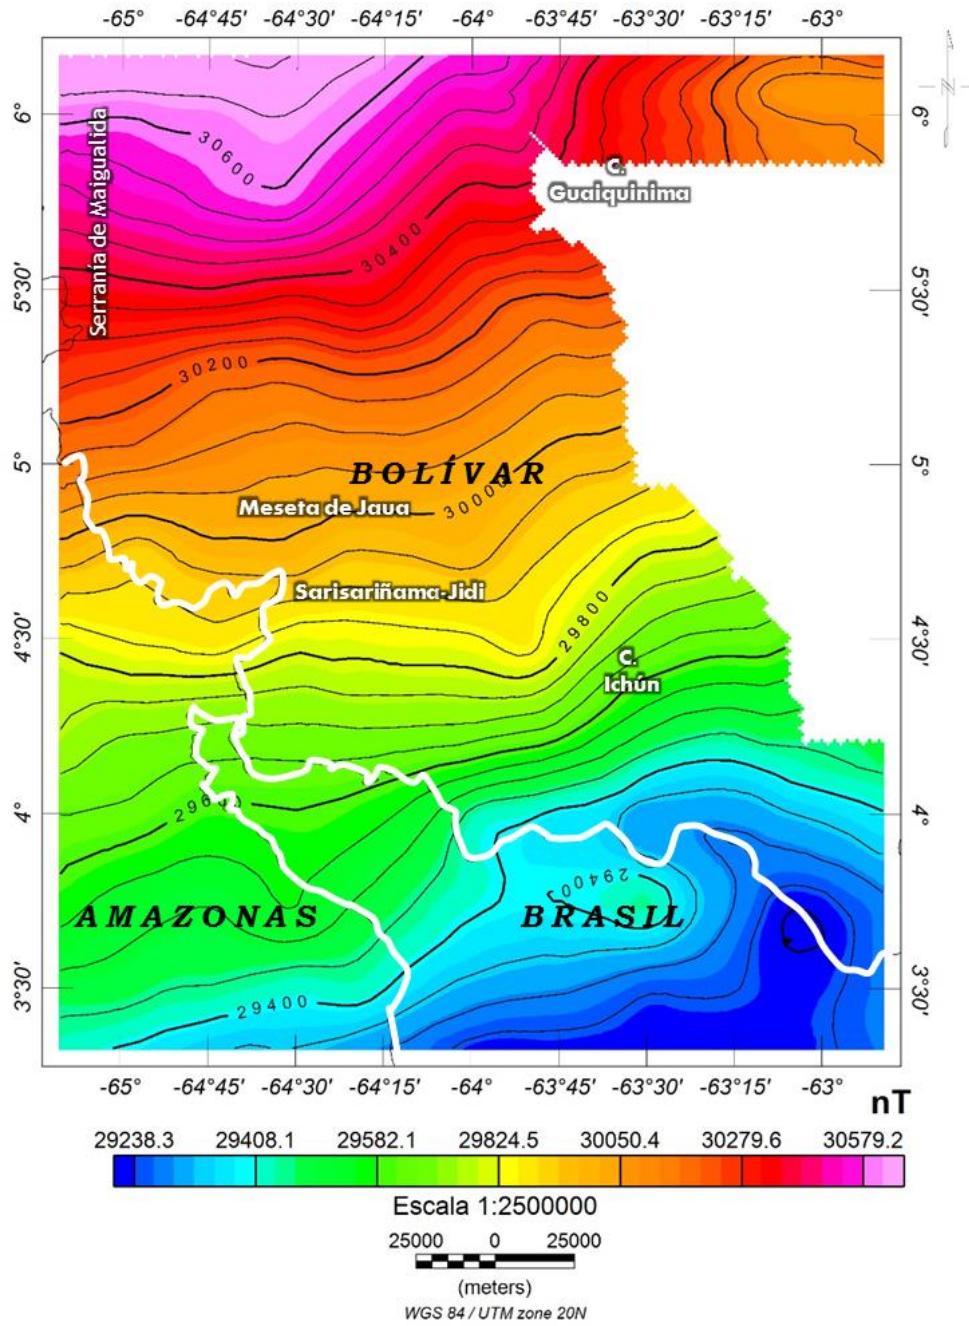 -65° -64°45' -64°30' -64°15' -64° -63°45' -63°30' -63°15' -63°
N
6° 6°
Serranía de Maigualida
30600
C.
Guaiquinima
30400
5°30' 5°30'
30200
5° 5°
BOLÍVAR
Meseta de Jaua
30000
Sarisariñama-Jidi
29800
4°30' 4°30'
C.
Ichún
4° 4°
29400
AMAZONAS BRASIL
3°30' 3°30'
29400
-65° -64°45' -64°30' -64°15' -64° -63°45' -63°30' -63°15' -63°
nT
29238.3 29408.1 29582.1 29824.5 30050.4 30279.6 30579.2
Escala 1:2500000
25000 0 25000
(meters)
WGS 84 / UTM zone 20N